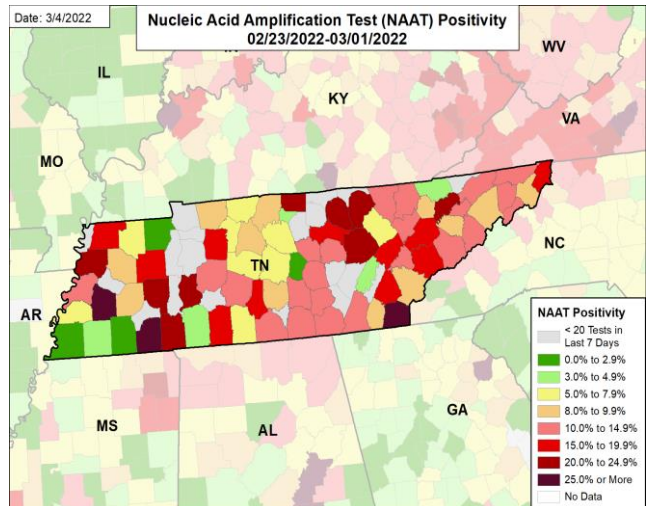 Date: 3/4/2022
Nucleic Acid Amplification Test (NAAT) Positivity
02/23/2022-03/01/2022
IL
WV
KY
VA
MO
TN
NC
AR
MS
AL
GA
NAAT Positivity
< 20 Tests in
Last 7 Days
0.0% to 2.9%
3.0% to 4.9%
5.0% to 7.9%
8.0% to 9.9%
10.0% to 14.9%
15.0% to 19.9%
20.0% to 24.9%
25.0% or More
No Data